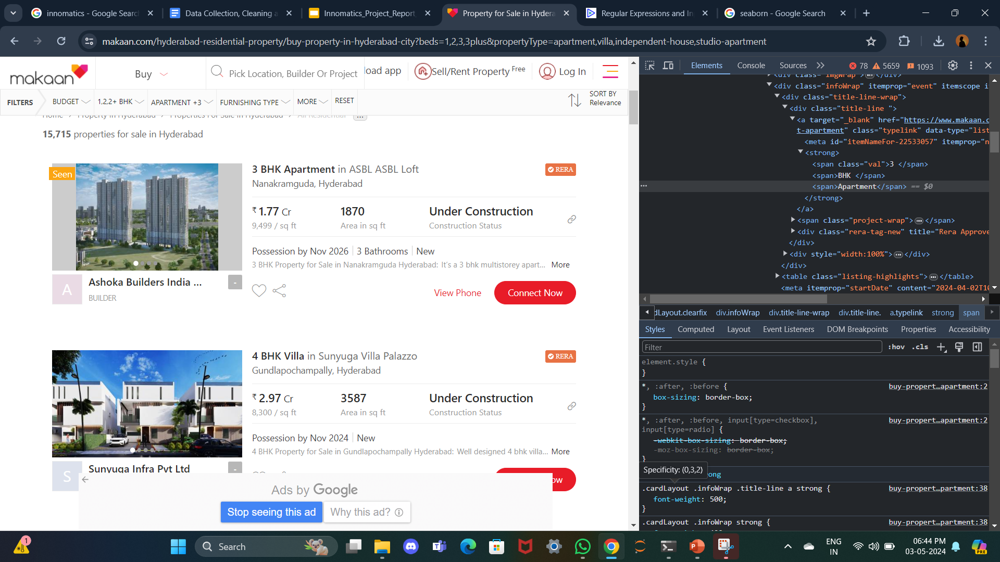 innomatics - Google Searc
Data Collection, Cleaning a
Innomatics_Project_Report
Property for Sale in Hydera
Regular Expressions and In
seaborn - Google Search
makaan.com/hyderabad-residential-property/buy-property-in-hyderabad-city?beds=1,2,3,3plus&propertyType=apartment,villa,independent-house,studio-apartment
makaan
Buy
Pick Location, Builder Or Project
load app
Sell/Rent Property Free
Log In
FILTERS
BUDGET
1,2,2+ BHK
APARTMENT +3
FURNISHING TYPE
MORE
RESET
SORT BY
Relevance
Home
Property in Hyderabad
Properties For Sale in Hyderabad
All Residential
...
15,715 properties for sale in Hyderabad
Seen
3 BHK Apartment in ASBL ASBL Loft
RERA
Nanakramguda, Hyderabad
₹ 1.77 Cr
1870
Under Construction
9,499 / sq ft
Area in sq ft
Construction Status
Possession by Nov 2026
3 Bathrooms
New
3 BHK Property for Sale in Nanakramguda Hyderabad: It's a 3 bhk multistorey apart... More
A
Ashoka Builders India ...
-
BUILDER
View Phone
Connect Now
4 BHK Villa in Sunyuga Villa Palazzo
RERA
Gundlapochampally, Hyderabad
₹ 2.97 Cr
3587
Under Construction
8,300 / sq ft
Area in sq ft
Construction Status
Possession by Nov 2024
New
4 BHK Property for Sale in Gundlapochampally Hyderabad: Well designed 4 bhk villa... More
S
Sunyuga Infra Pvt Ltd
-
ow
Ads by Google
Stop seeing this ad
Why this ad?
Elements
Console
Sources
78
5659
1093
<div class="imgWrap">…</div>
<div class="infoWrap" itemprop="event" itemscope i
<div class="title-line-wrap">
<div class="title-line ">
<a target="_blank" href="https://www.makaan.c
t-apartment" class="typelink" data-type="list
<meta id="itemNameFor-22533057" itemprop="n
<strong>
<span class="val">3 </span>
<span>BHK </span>
<span>Apartment</span> == $0
</strong>
</a>
<span class="project-wrap">…</span>
<div class="rera-tag-new" title="Rera Approve
</div>
<div style="width:100%">…</div>
</div>
<table class="listing-highlights">…</table>
<meta itemprop="startDate" content="2024-04-02T10
dLayout.clearfix
div.infoWrap
div.title-line-wrap
div.title-line.
a.typelink
strong
span
Styles
Computed
Layout
Event Listeners
DOM Breakpoints
Properties
Accessibility
Filter
:hov
.cls
element.style {
}
*, :after, :before {
buy-propert…apartment:2
box-sizing: border-box;
}
*, :after, :before, input[type=checkbox],
buy-propert…apartment:2
input[type=radio] {
-webkit-box-sizing: border-box;
-moz-box-sizing: border-box;
}
Specificity: (0,3,2)
ong
.cardLayout .infoWrap .title-line a strong {
buy-propert…partment:38
font-weight: 500;
}
.cardLayout .infoWrap strong {
buy-propert…partment:38
1
Search
ENG
IN
06:44 PM
03-05-2024
PRE